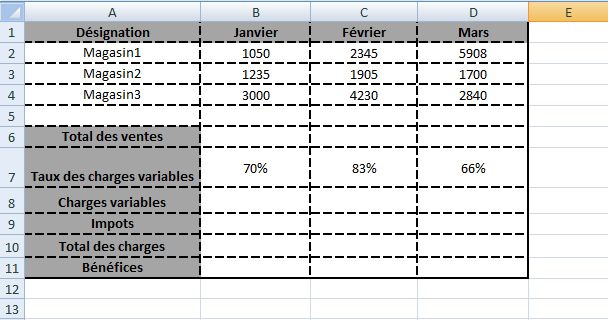 A B C D E
1 Désignation Janvier Février Mars
2 Magasin1 1050 2345 5908
3 Magasin2 1235 1905 1700
4 Magasin3 3000 4230 2840
5
6 Total des ventes
7 Taux des charges variables 70% 83% 66%
8 Charges variables
9 Impots
10 Total des charges
11 Bénéfices
12
13